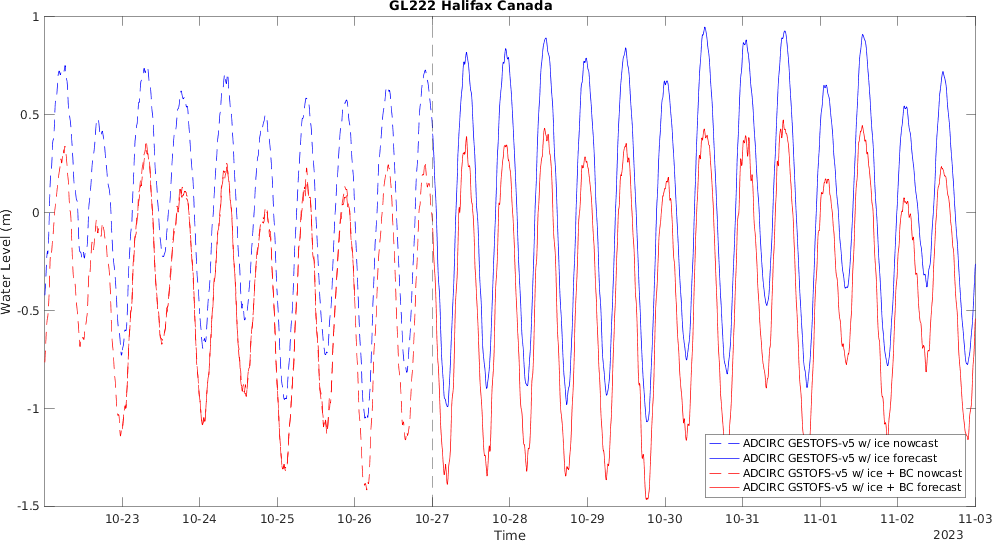 GL222 Halifax Canada
1
0.5
0
-0.5
-1
-1.5
Water Level (m)
10-23 10-24 10-25 10-26 10-27 10-28 10-29 10-30 10-31 11-01 11-02 11-03
Time
2023
ADCIRC GESTOFS-v5 w/ ice nowcast
ADCIRC GESTOFS-v5 w/ ice forecast
ADCIRC GSTOFS-v5 w/ ice + BC nowcast
ADCIRC GSTOFS-v5 w/ ice + BC forecast